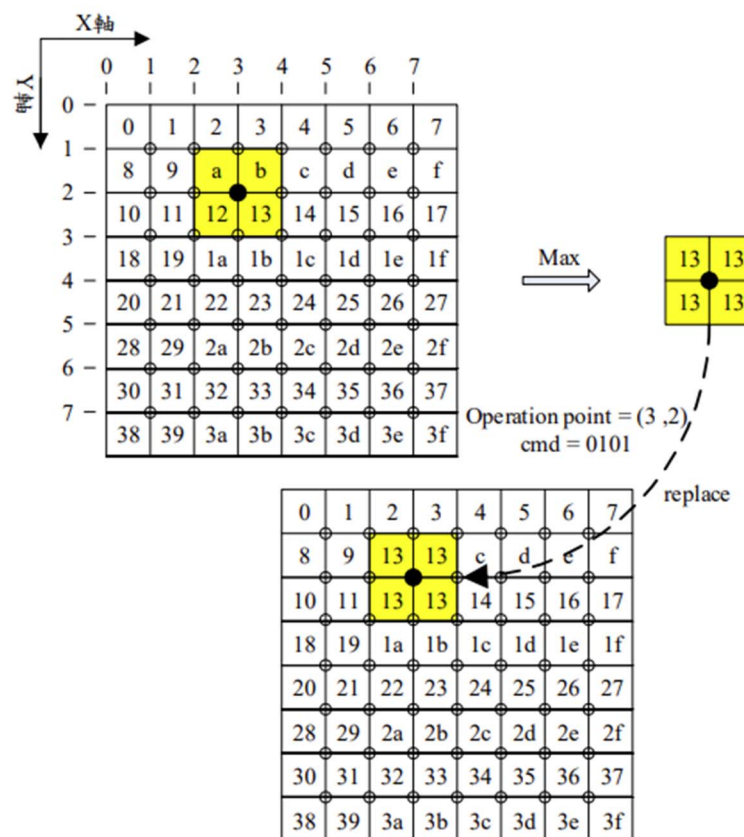 X軸
Y軸
0 1 2 3 4 5 6 7
0
0 1 2 3 4 5 6 7
1
8 9 a b c d e f
2
10 11 12 13 14 15 16 17
3
18 19 1a 1b 1c 1d 1e 1f
4
20 21 22 23 24 25 26 27
5
28 29 2a 2b 2c 2d 2e 2f
6
30 31 32 33 34 35 36 37
7
38 39 3a 3b 3c 3d 3e 3f
Max
13 13
13 13
Operation point = (3 ,2)
cmd = 0101
replace
0 1 2 3 4 5 6 7
8 9 13 13 c d e f
10 11 13 13 14 15 16 17
18 19 1a 1b 1c 1d 1e 1f
20 21 22 23 24 25 26 27
28 29 2a 2b 2c 2d 2e 2f
30 31 32 33 34 35 36 37
38 39 3a 3b 3c 3d 3e 3f